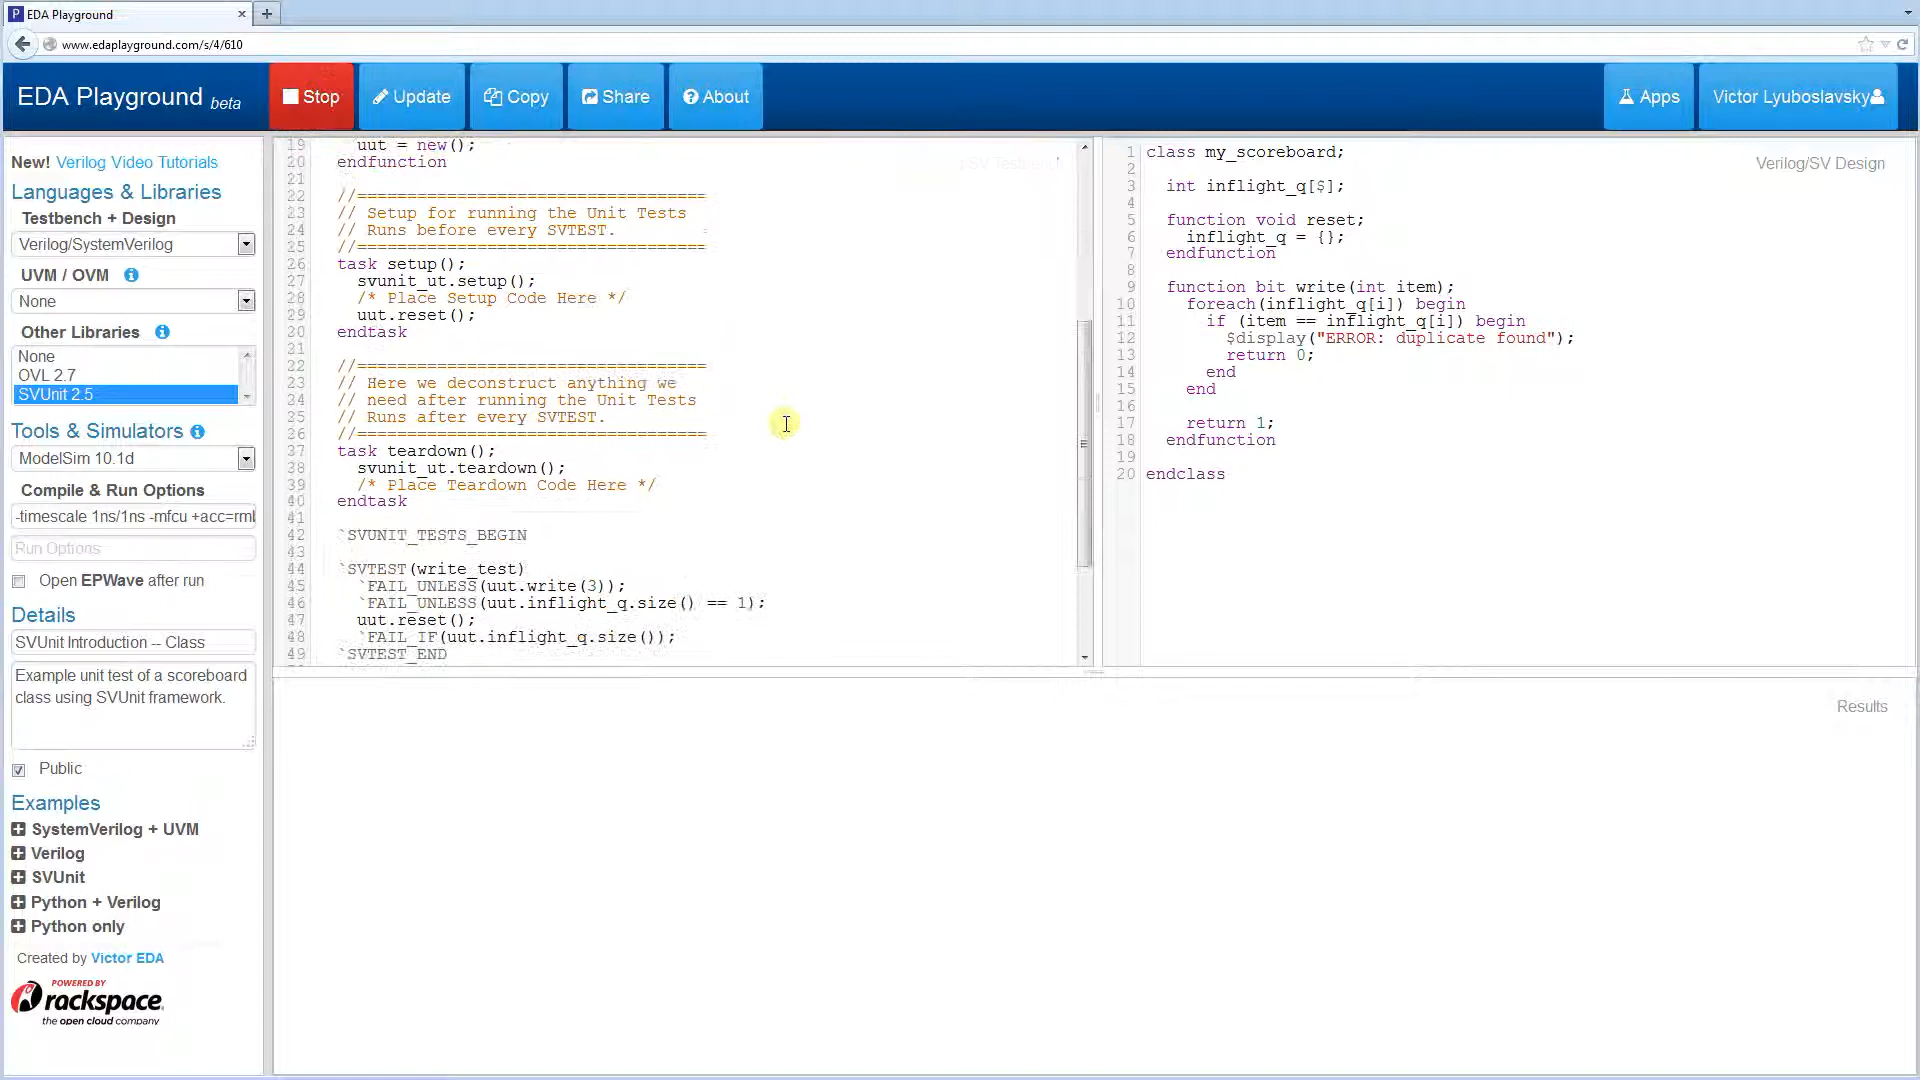 EDA Playground
www.edaplayground.com/s/4/610
EDA Playground beta
Stop
Update
Copy
Share
About
Apps
Victor Lyuboslavsky
New! Verilog Video Tutorials
Languages & Libraries
Testbench + Design
Verilog/SystemVerilog
UVM / OVM
None
Other Libraries
None
OVL 2.7
SVUnit 2.5
Tools & Simulators
ModelSim 10.1d
Compile & Run Options
-timescale 1ns/1ns -mfcu +acc=rml
Run Options
Open EPWave after run
Details
SVUnit Introduction -- Class
Example unit test of a scoreboard
class using SVUnit framework.
Public
Examples
SystemVerilog + UVM
Verilog
SVUnit
Python + Verilog
Python only
Created by Victor EDA
POWERED BY
rackspace
the open cloud company
19 uut = new();
20 endfunction
21
22 //===================================
23 // Setup for running the Unit Tests
24 // Runs before every SVTEST.
25 //===================================
26 task setup();
27 svunit_ut.setup();
28 /* Place Setup Code Here */
29 uut.reset();
30 endtask
31
22 //===================================
23 // Here we deconstruct anything we
24 // need after running the Unit Tests
25 // Runs after every SVTEST.
36 //===================================
37 task teardown();
38 svunit_ut.teardown();
39 /* Place Teardown Code Here */
40 endtask
41
42 `SVUNIT_TESTS_BEGIN
43
44 `SVTEST(write_test)
45 `FAIL_UNLESS(uut.write(3));
46 `FAIL_UNLESS(uut.inflight_q.size() == 1);
47 uut.reset();
48 `FAIL_IF(uut.inflight_q.size());
49 `SVTEST_END
SV Testbench
Verilog/SV Design
1 class my_scoreboard;
2
3 int inflight_q[$];
4
5 function void reset;
6 inflight_q = {};
7 endfunction
8
9 function bit write(int item);
10 foreach(inflight_q[i]) begin
11 if (item == inflight_q[i]) begin
12 $display("ERROR: duplicate found");
13 return 0;
14 end
15 end
16
17 return 1;
18 endfunction
19
20 endclass
Results